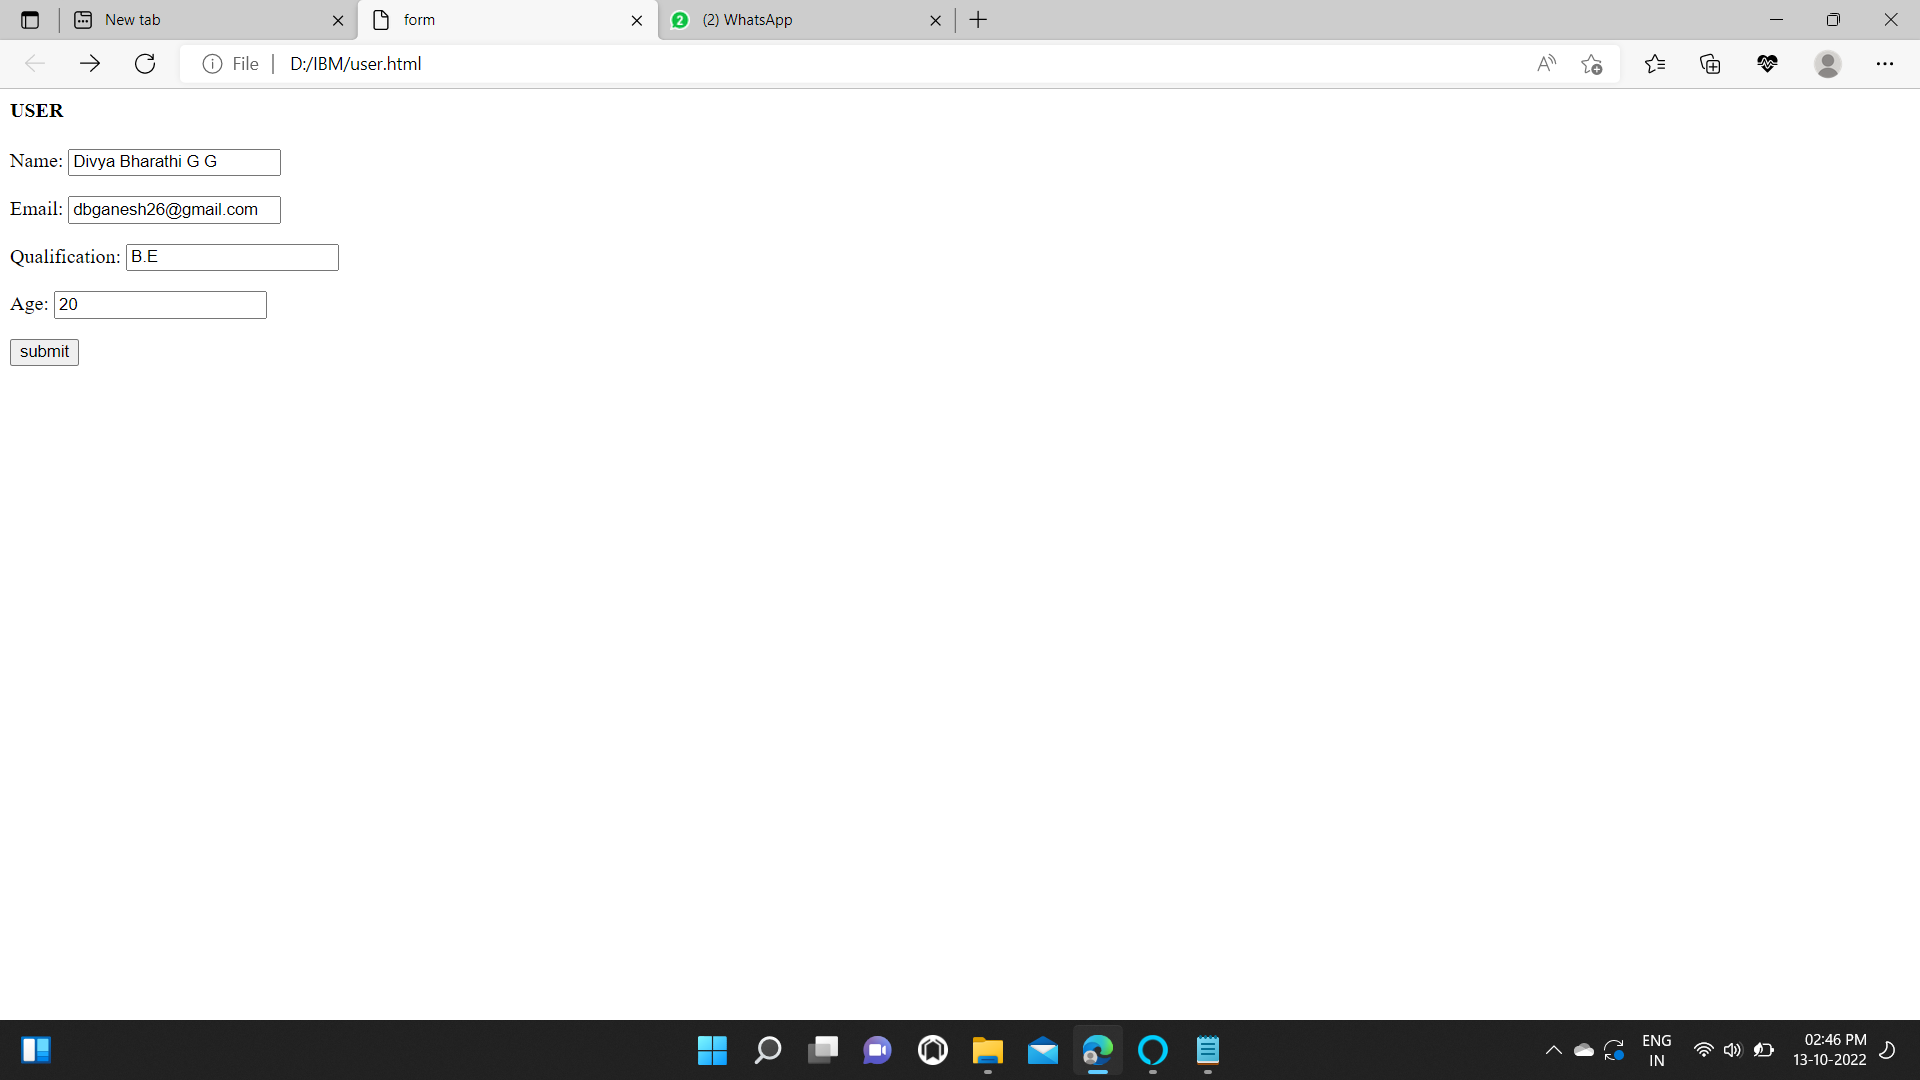 New tab
form
2 (2) WhatsApp
File D:/IBM/user.html
USER
Name: Divya Bharathi G G
Email: dbganesh26@gmail.com
Qualification: B.E
Age: 20
submit
ENG
IN
02:46 PM
13-10-2022